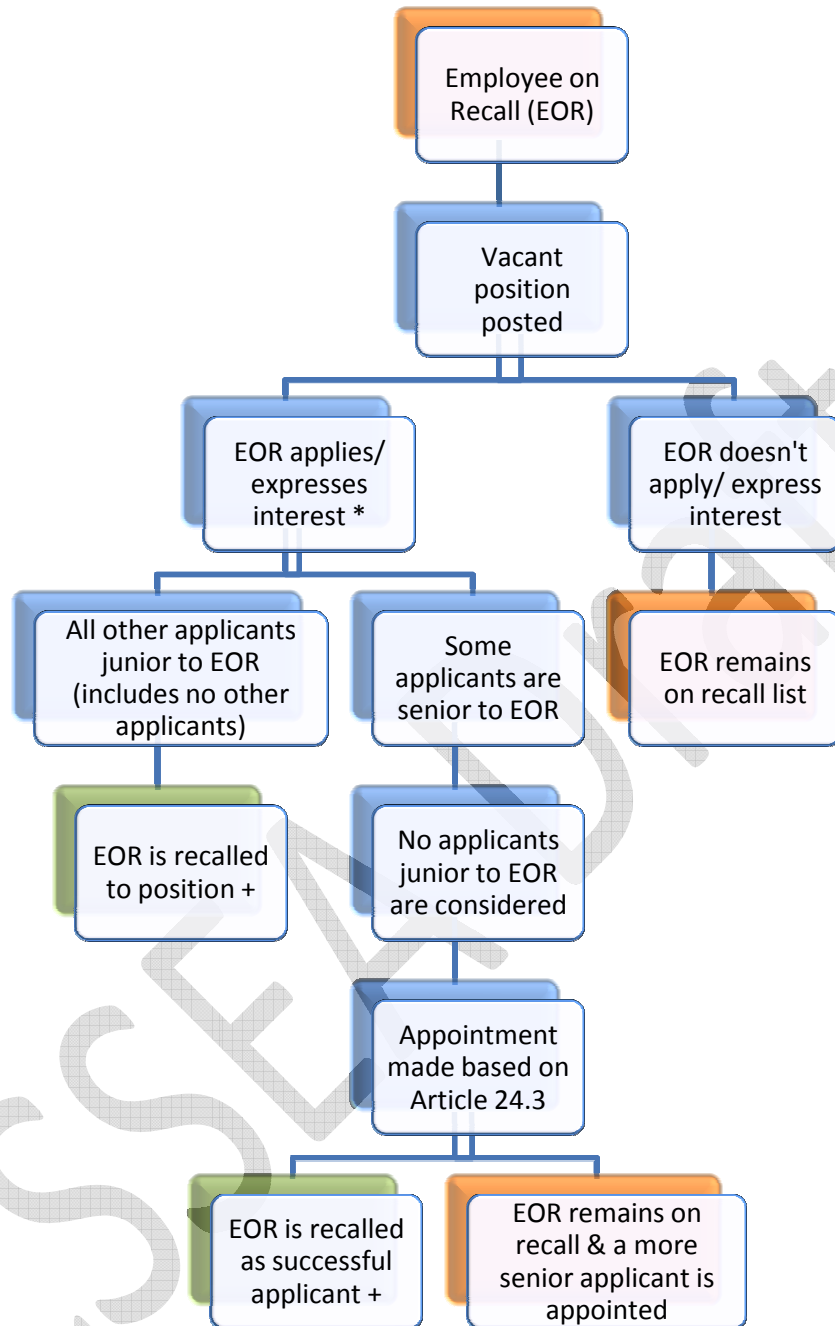 Employee on
Recall (EOR)
Vacant
position
posted
EOR applies/
expresses
interest *
EOR doesn't
apply/ express
interest
All other applicants
junior to EOR
(includes no other
applicants)
Some
applicants are
senior to EOR
EOR remains
on recall list
EOR is recalled
to position +
No applicants
junior to EOR
are considered
Appointment
made based on
Article 24.3
EOR is recalled
as successful
applicant +
EOR remains on
recall & a more
senior applicant is
appointed
SSEA Draft